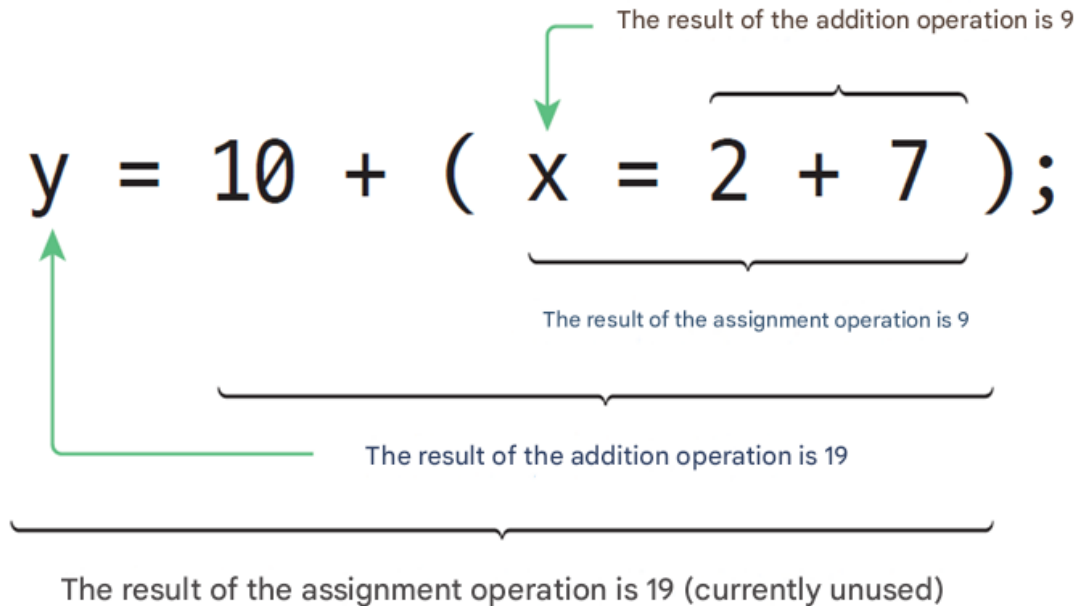 The result of the addition operation is 9
y = 10 + ( x = 2 + 7 );
The result of the assignment operation is 9
The result of the addition operation is 19
The result of the assignment operation is 19 (currently unused)